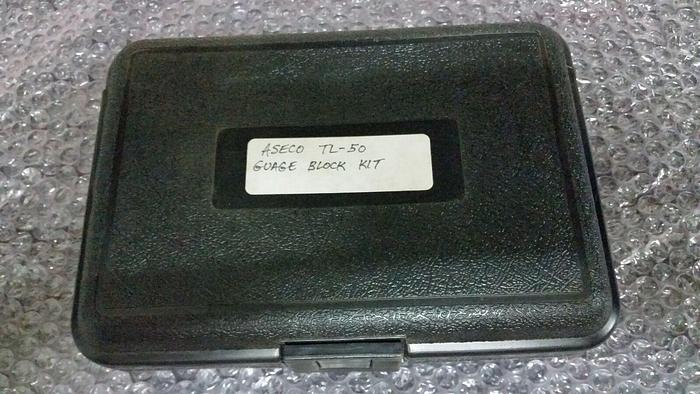 ASECO TL-50
GUAGE BLOCK KIT